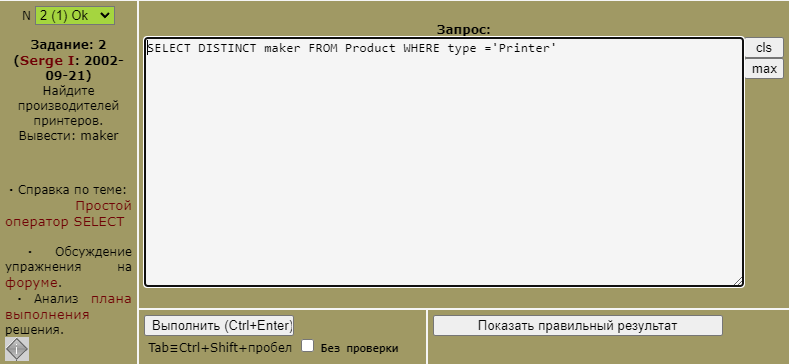 N 2 (1) Ok
Задание: 2
(Serge I: 2002-
09-21)
Найдите
производителей
принтеров.
Вывести: maker
· Справка по теме:
Простой
оператор SELECT
· Обсуждение
упражнения на
форуме.
· Анализ плана
выполнения
решения.
Запрос:
SELECT DISTINCT maker FROM Product WHERE type ='Printer'
cls
max
Выполнить (Ctrl+Enter)
Tab≡Ctrl+Shift+пробел Без проверки
Показать правильный результат